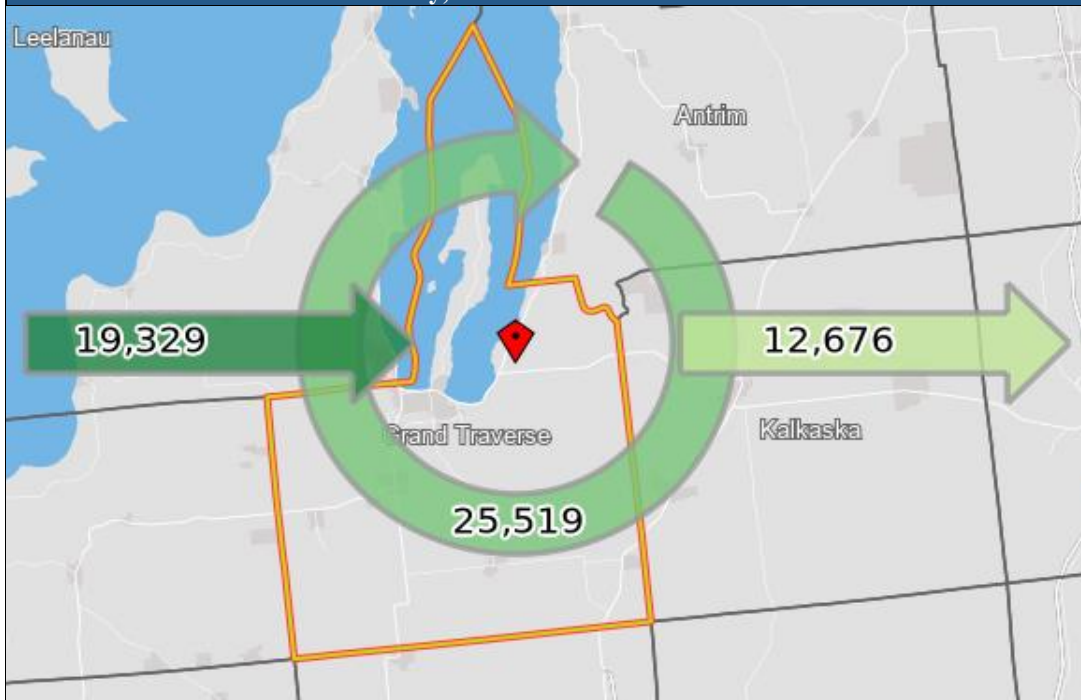 Leelanau
Antrim
19,329
12,676
Grand Traverse
Kalkaska
25,519